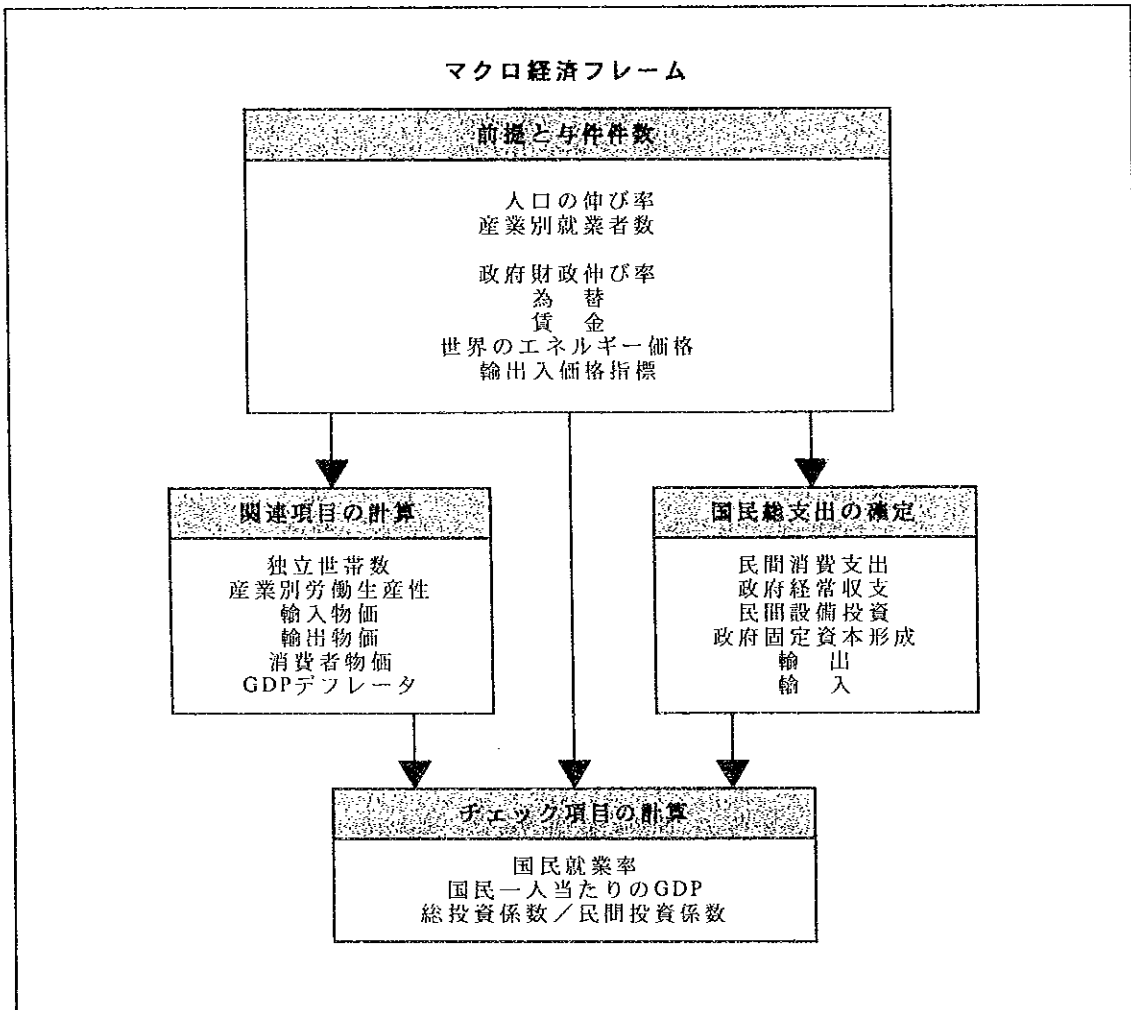 マクロ経済フレーム
前提と与件件数
人口の伸び率
産業別就業者数
政府財政伸び率
為 替
賃 金
世界のエネルギー価格
輸出入価格指標
関連項目の計算
独立世帯数
産業別労働生産性
輸入物価
輸出物価
消費者物価
GDPデフレータ
国民総支出の確定
民間消費支出
政府経常収支
民間設備投資
政府固定資本形成
輸 出
輸 入
チェック項目の計算
国民就業率
国民一人当たりのGDP
総投資係数／民間投資係数